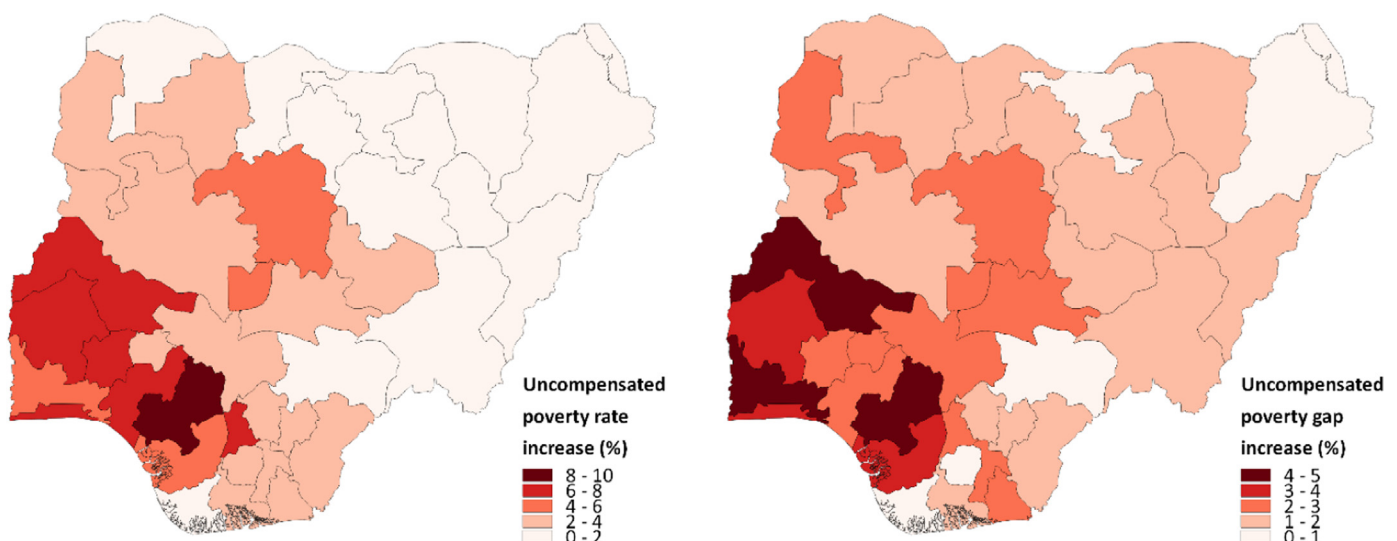 Uncompensated
poverty rate
increase (%)
8 - 10
6 - 8
4 - 6
2 - 4
0 - 2
Uncompensated
poverty gap
increase (%)
4 - 5
3 - 4
2 - 3
1 - 2
0 - 1